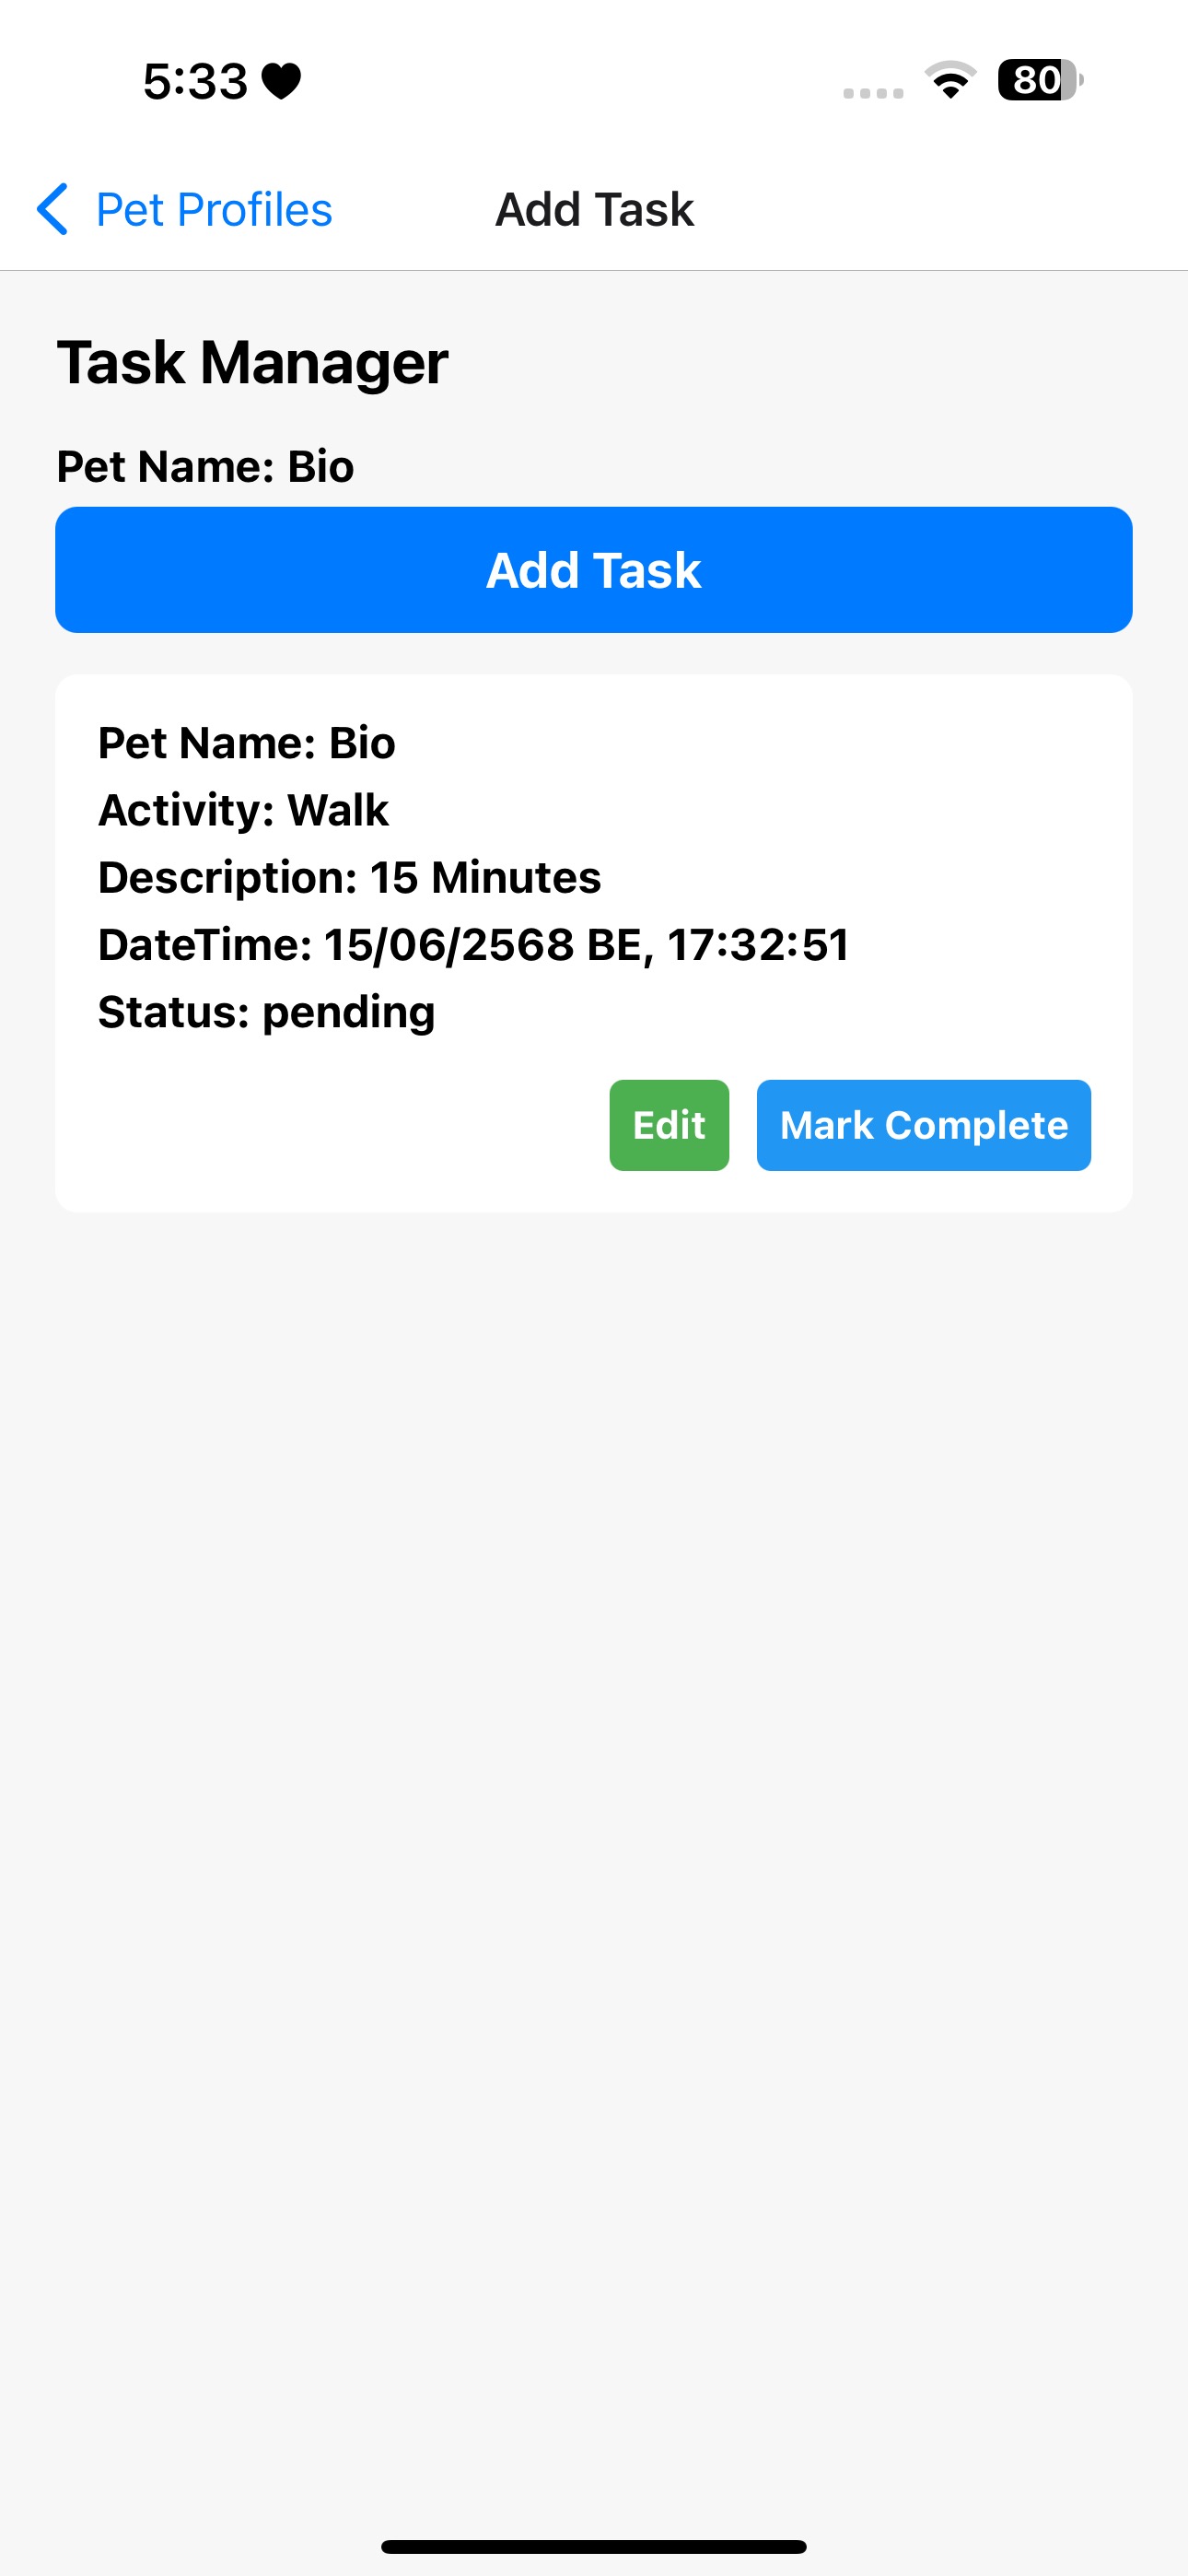 5:33
80
Pet Profiles
Add Task
Task Manager
Pet Name: Bio
Add Task
Pet Name: Bio
Activity: Walk
Description: 15 Minutes
DateTime: 15/06/2568 BE, 17:32:51
Status: pending
Edit
Mark Complete